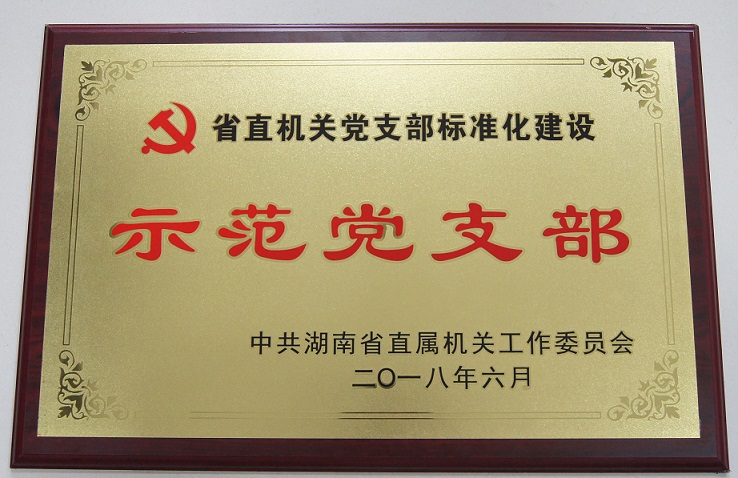 省直机关党支部标准化建设
示范党支部
中共湖南省直属机关工作委员会
二〇一八年六月